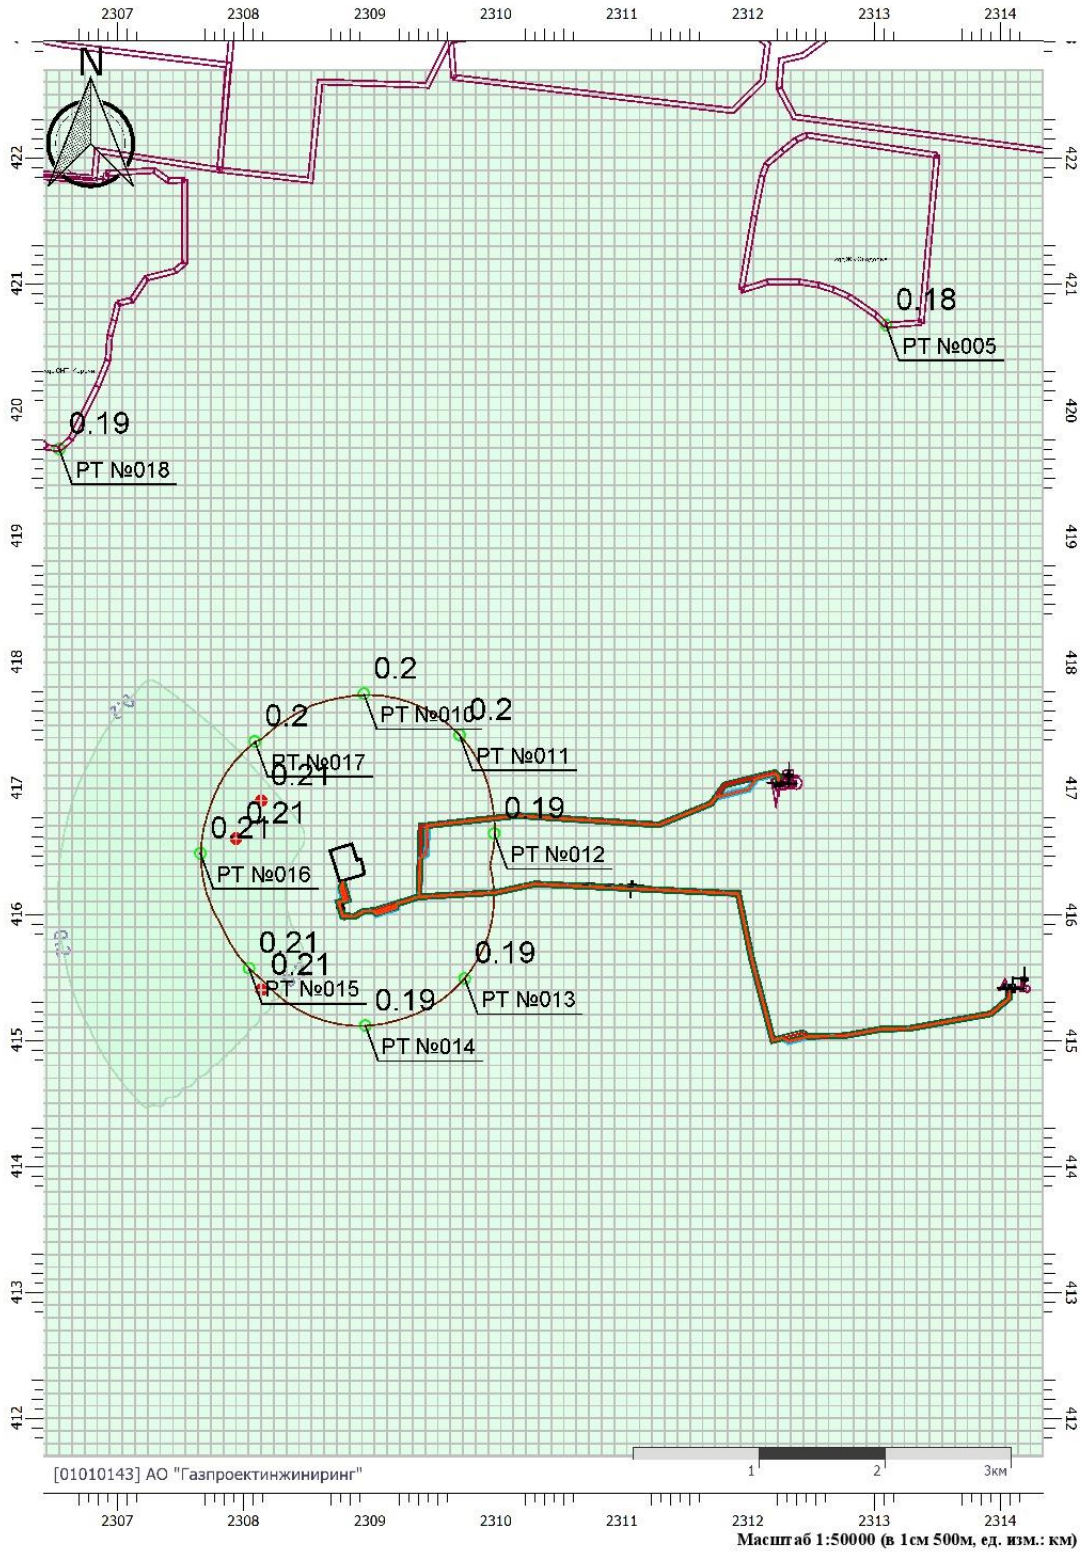 2307 2308 2309 2310 2311 2312 2313 2314
N
422 422
421 421
0.18
РТ №005
420 420
0.19
РТ №018
419 419
418 418
0.2
РТ №010
0.2
РТ №011
0.2
РТ №017
0.21
417 417
0.21
0.21
0.19
РТ №012
РТ №016
416 416
0.21
0.21
РТ №015
0.19
РТ №013
0.19
РТ №014
415 415
414 414
413 413
412 412
[01010143] АО "Газпроектинжиниринг"
1 2 3км
2307 2308 2309 2310 2311 2312 2313 2314
Масштаб 1:50000 (в 1см 500м, ед. изм.: км)